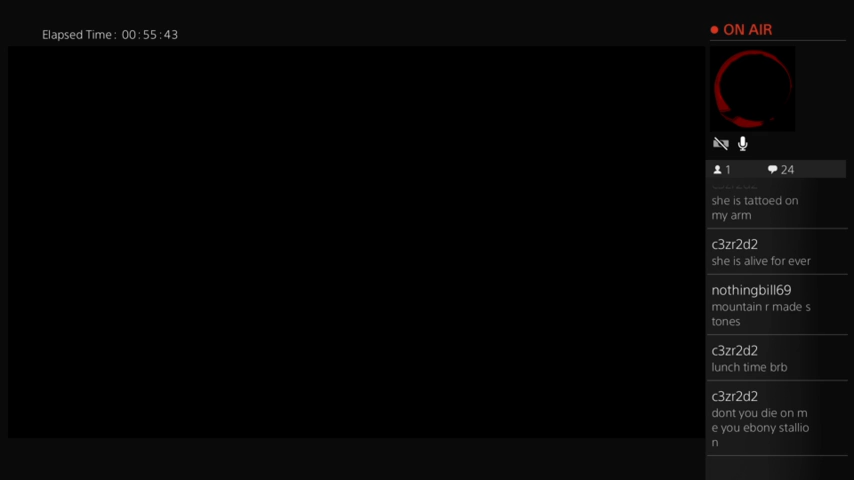 Elapsed Time: 00:55:43
ON AIR
1 24
she is tattoed on
my arm
c3zr2d2
she is alive for ever
nothingbill69
mountain r made s
tones
c3zr2d2
lunch time brb
c3zr2d2
dont you die on m
e you ebony stallio
n